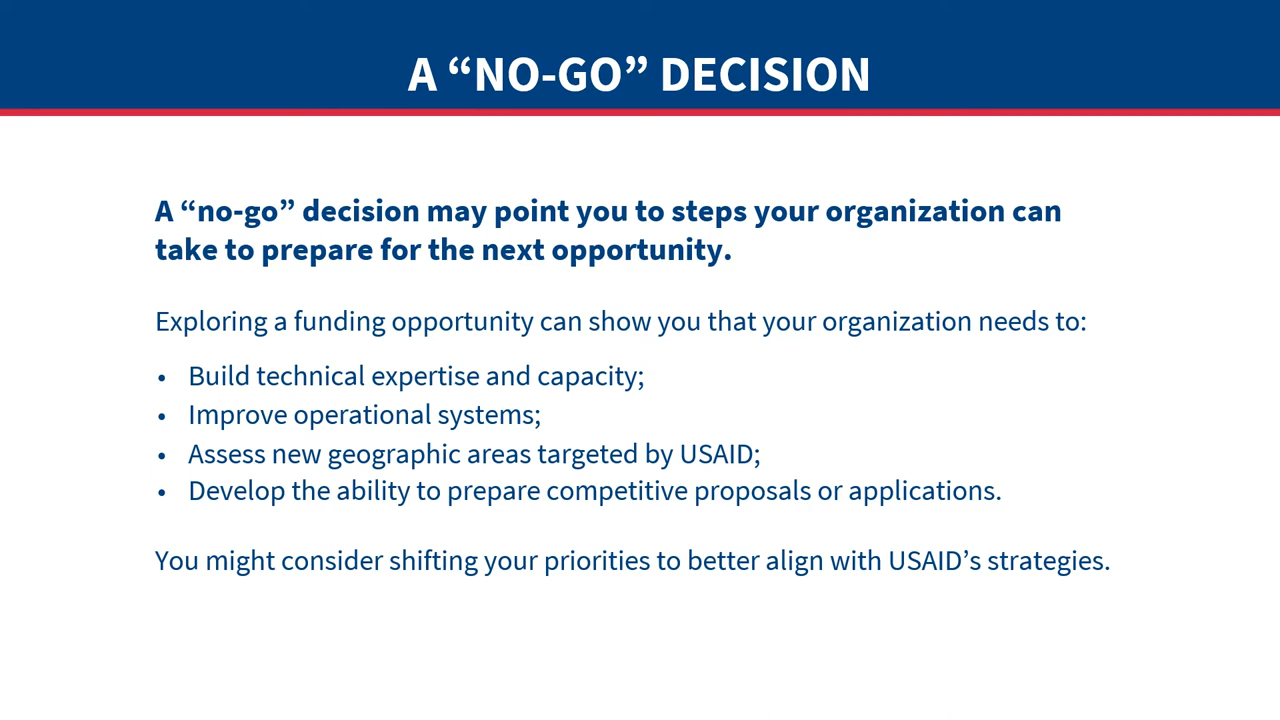 A “NO-GO” DECISION
A “no-go” decision may point you to steps your organization can
take to prepare for the next opportunity.
Exploring a funding opportunity can show you that your organization needs to:
• Build technical expertise and capacity;
• Improve operational systems;
• Assess new geographic areas targeted by USAID;
• Develop the ability to prepare competitive proposals or applications.
You might consider shifting your priorities to better align with USAID’s strategies.